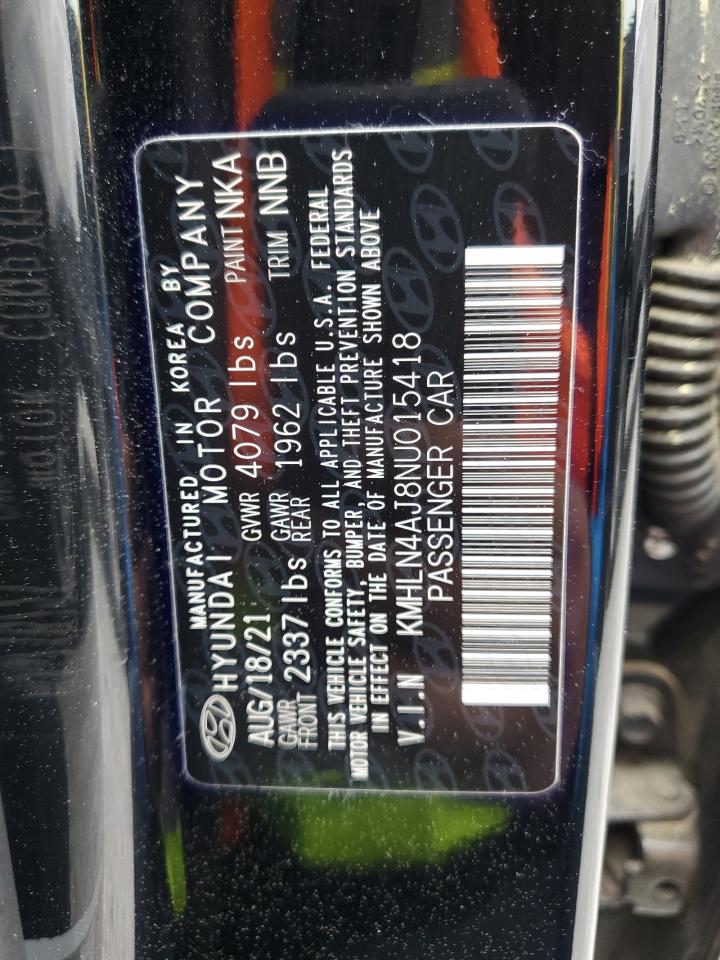 MANUFACTURED IN KOREA BY
HYUNDAI MOTOR COMPANY
AUG/18/21 GVWR 4079 lbs PAINT NKA
GAWR FRONT 2337 lbs GAWR REAR 1962 lbs TRIM NNB
THIS VEHICLE CONFORMS TO ALL APPLICABLE U.S.A. FEDERAL
MOTOR VEHICLE SAFETY BUMPER, AND THEFT PREVENTION STANDARDS
IN EFFECT ON THE DATE OF MANUFACTURE SHOWN ABOVE
V.I.N KMHLN4AJ8NU015418
PASSENGER CAR